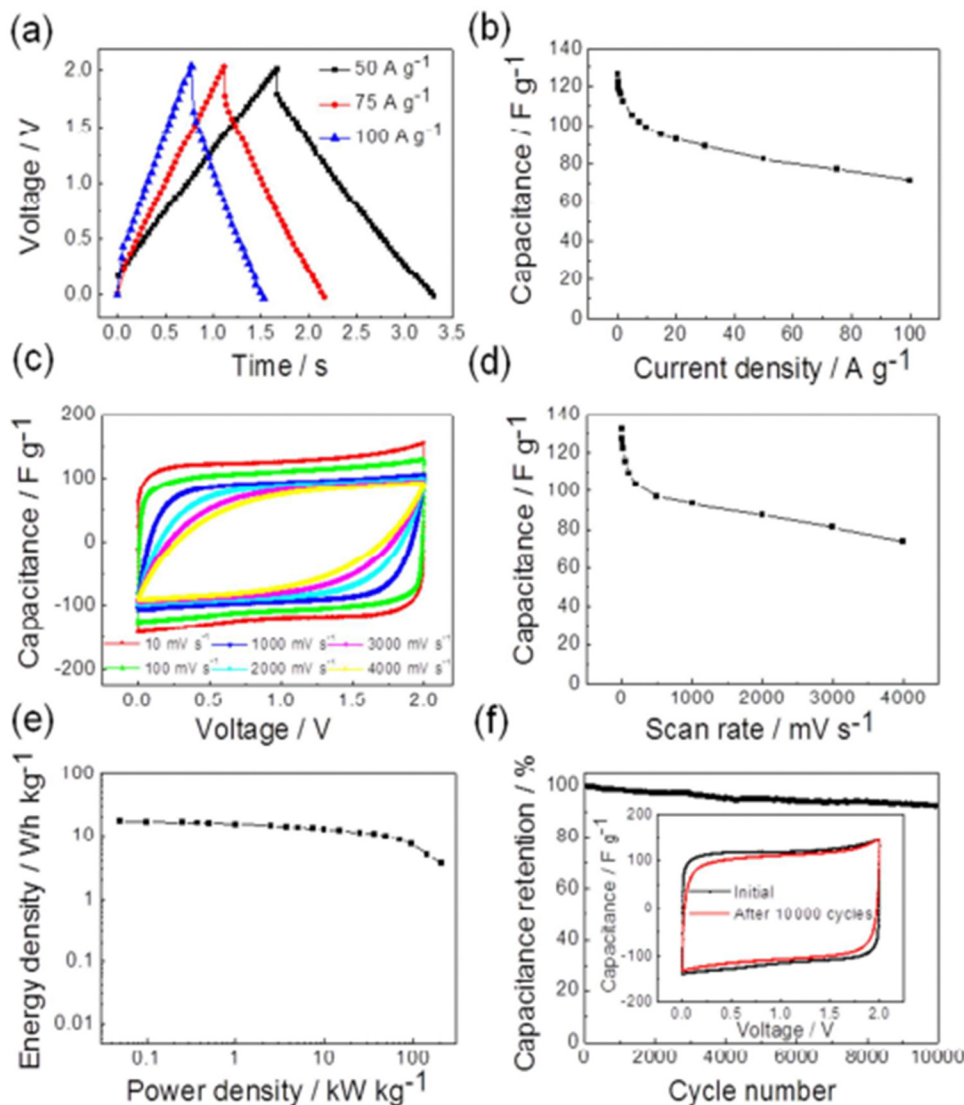 (a)
2.0
1.5
1.0
0.5
0.0
Voltage / V
50 A g⁻¹
75 A g⁻¹
100 A g⁻¹
0.0 0.5 1.0 1.5 2.0 2.5 3.0 3.5
Time / s
(b)
140
120
100
80
60
40
20
0
Capacitance / F g⁻¹
0 20 40 60 80 100
Current density / A g⁻¹
(c)
200
100
0
-100
-200
Capacitance / F g⁻¹
10 mV s⁻¹ 1000 mV s⁻¹ 3000 mV s⁻¹
100 mV s⁻¹ 2000 mV s⁻¹ 4000 mV s⁻¹
0.0 0.5 1.0 1.5 2.0
Voltage / V
(d)
140
120
100
80
60
40
20
0
Capacitance / F g⁻¹
0 1000 2000 3000 4000
Scan rate / mV s⁻¹
(e)
100
10
1
0.1
0.01
Energy density / Wh kg⁻¹
0.1 1 10 100
Power density / kW kg⁻¹
(f)
100
80
60
40
20
0
Capacitance retention / %
200
100
0
-100
-200
Capacitance / F g⁻¹
Initial
After 10000 cycles
0.0 0.5 1.0 1.5 2.0
Voltage / V
0 2000 4000 6000 8000 10000
Cycle number